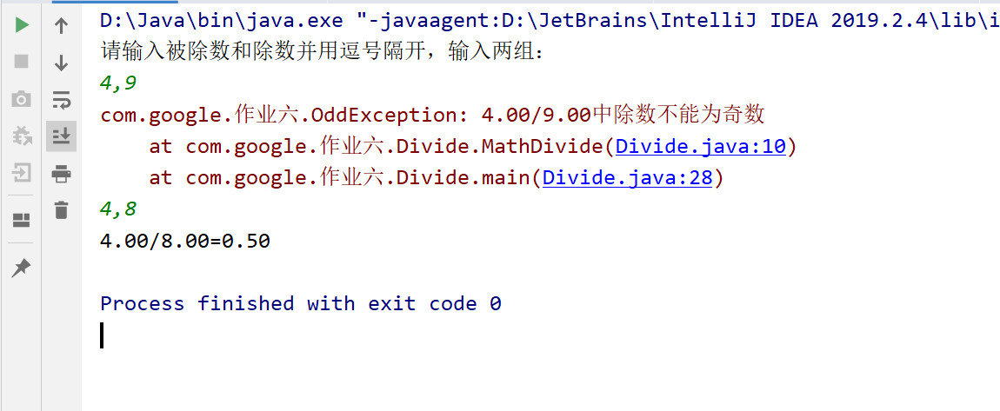 D:\Java\bin\java.exe "-javaagent:D:\JetBrains\IntelliJ IDEA 2019.2.4\lib\i
请输入被除数和除数并用逗号隔开，输入两组：
4,9
com.google.作业六.OddException: 4.00/9.00中除数不能为奇数
at com.google.作业六.Divide.MathDivide(Divide.java:10)
at com.google.作业六.Divide.main(Divide.java:28)
4,8
4.00/8.00=0.50
Process finished with exit code 0